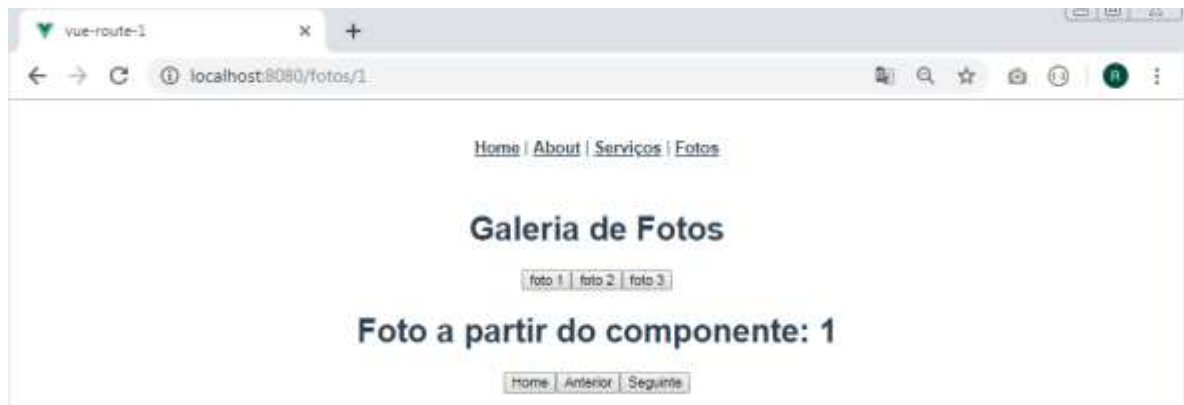 vue-route-1
localhost:8080/fotos/1
R
Home | About | Serviços | Fotos
Galeria de Fotos
foto 1 foto 2 foto 3
Foto a partir do componente: 1
Home Anterior Seguinte